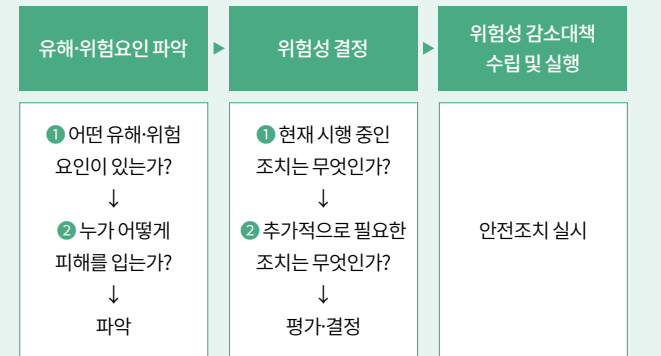 유해·위험요인 파악
▶
위험성 결정
▶
위험성 감소대책
수립 및 실행
❶ 어떤 유해·위험
요인이 있는가?
↓
❷ 누가 어떻게
피해를 입는가?
↓
파악
❶ 현재 시행 중인
조치는 무엇인가?
↓
❷ 추가적으로 필요한
조치는 무엇인가?
↓
평가·결정
안전조치 실시